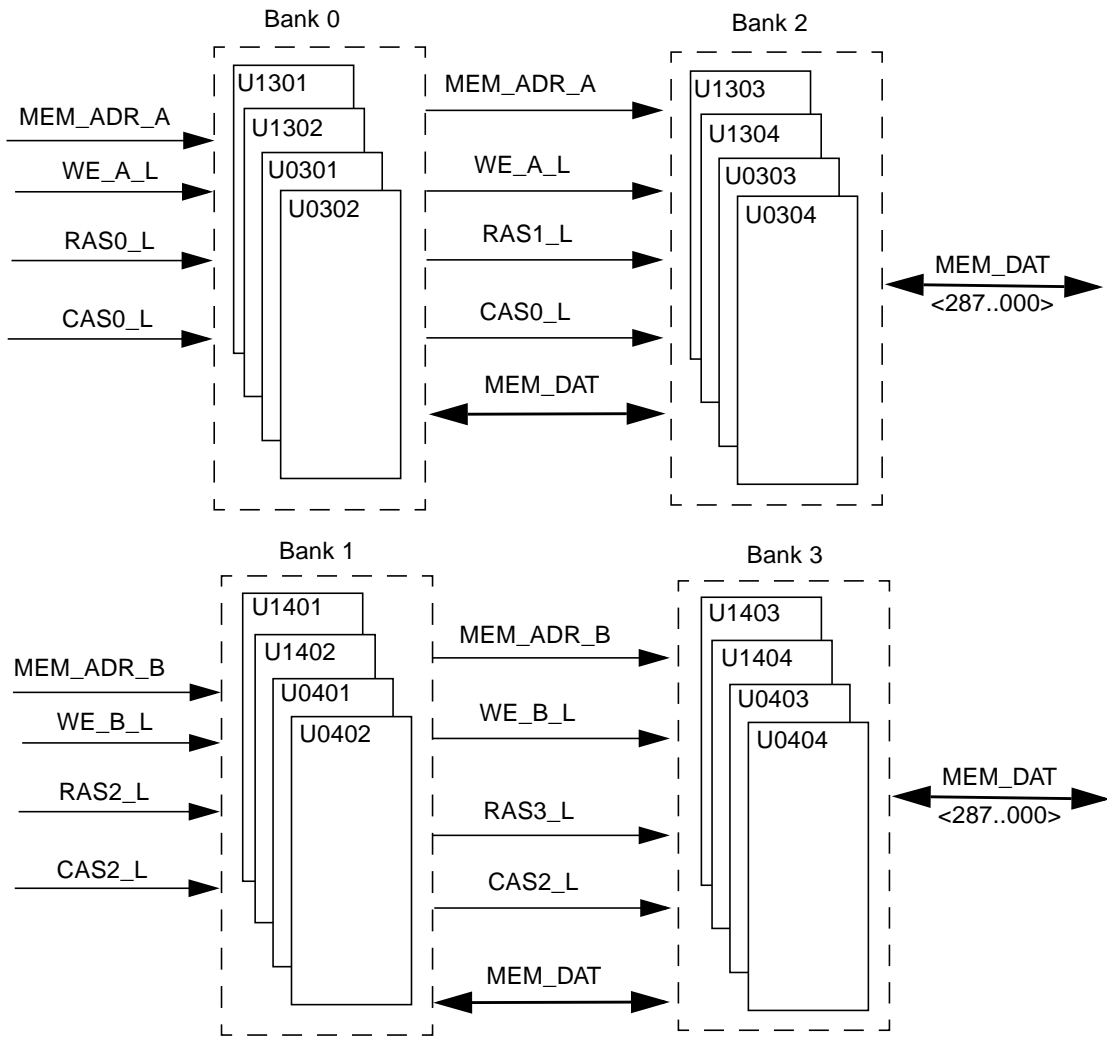 Bank 0
Bank 2
U1301
U1302
U0301
U0302
U1303
U1304
U0303
U0304
MEM_ADR_A
WE_A_L
RAS0_L
CAS0_L
MEM_ADR_A
WE_A_L
RAS1_L
CAS0_L
MEM_DAT
MEM_DAT
<287..000>
Bank 1
Bank 3
U1401
U1402
U0401
U0402
U1403
U1404
U0403
U0404
MEM_ADR_B
WE_B_L
RAS2_L
CAS2_L
MEM_ADR_B
WE_B_L
RAS3_L
CAS2_L
MEM_DAT
MEM_DAT
<287..000>